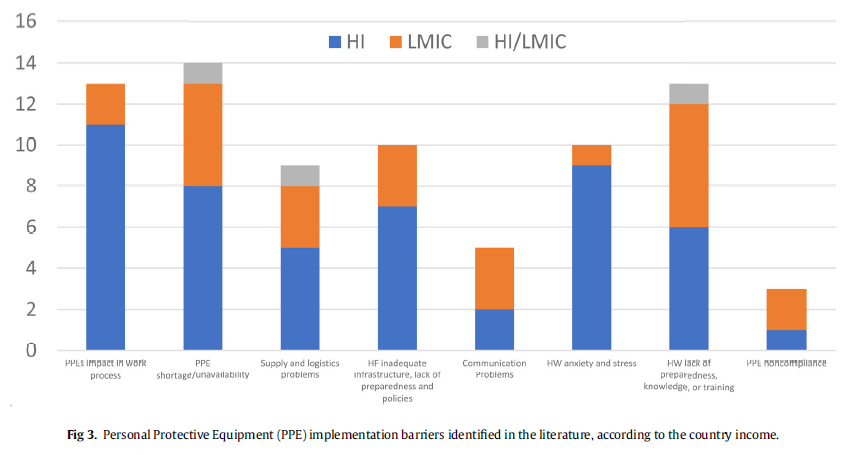 16
HI LMIC HI/LMIC
14
12
10
8
6
4
2
0
PPEs impact in work
process
PPE
shortage/unavailability
Supply and logistics
problems
HF inadequate
infrastructure, lack of
preparedness and
policies
Communication
Problems
HW anxiety and stress
HW lack of
preparedness,
knowledge, or training
PPE noncompliance
Fig 3. Personal Protective Equipment (PPE) implementation barriers identified in the literature, according to the country income.